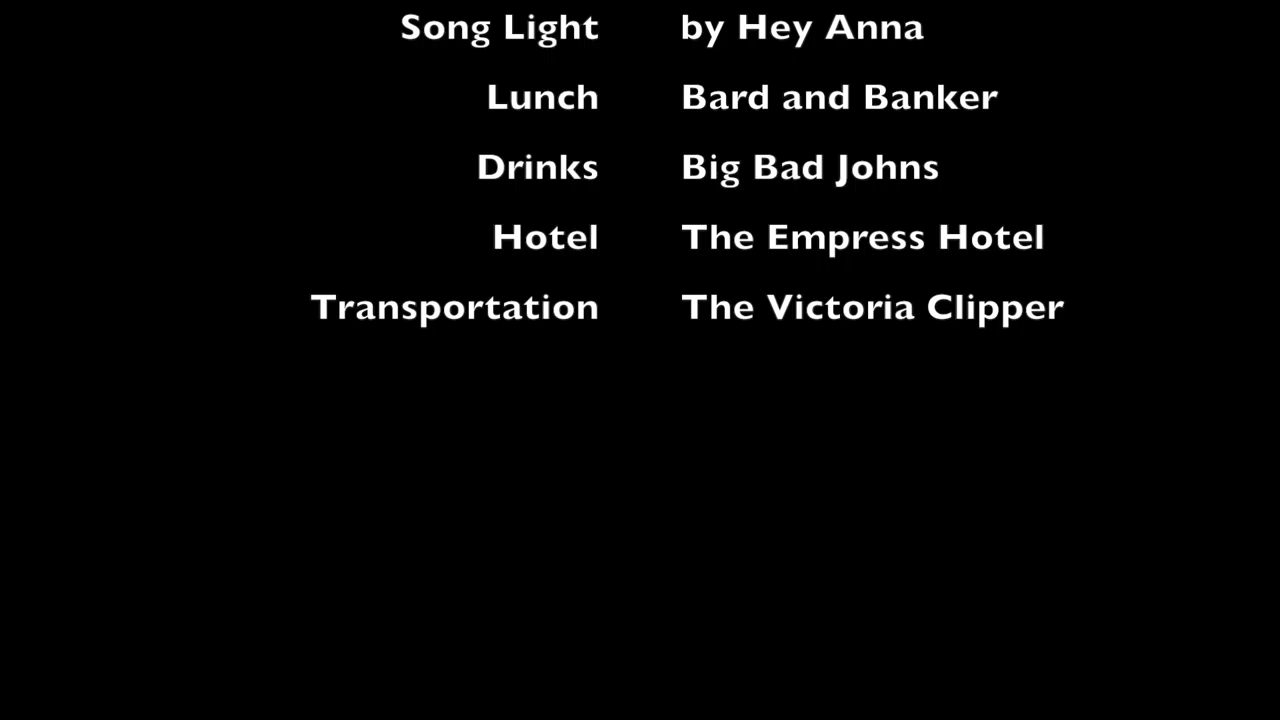 Song Light by Hey Anna
Lunch Bard and Banker
Drinks Big Bad Johns
Hotel The Empress Hotel
Transportation The Victoria Clipper